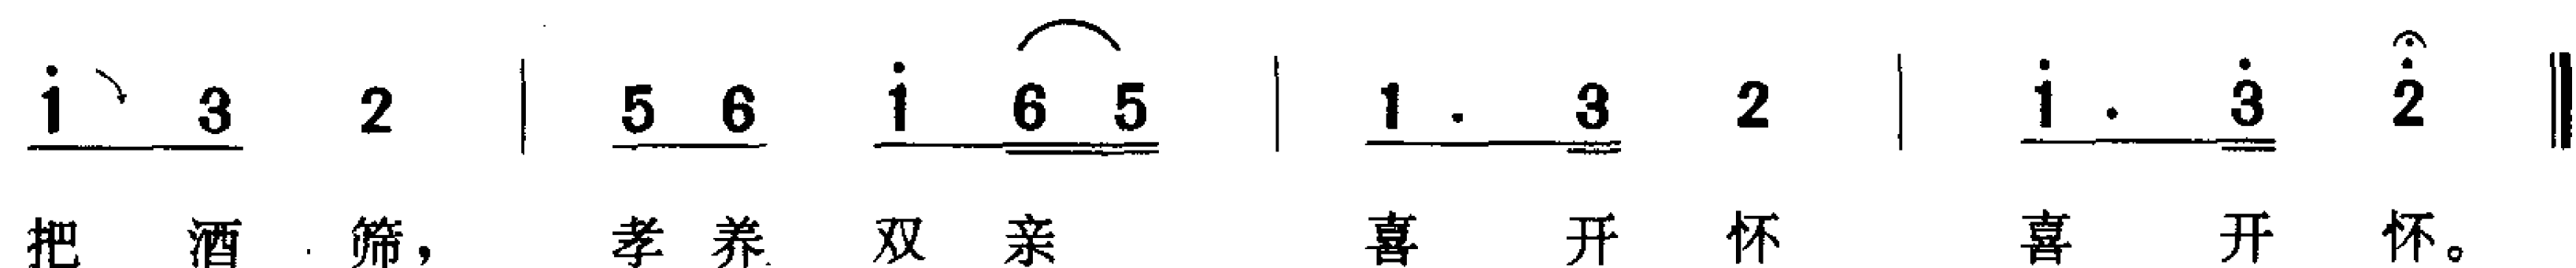 i 3 2 | 5 6 i 6 5 | 1 . 3 2 | i . 3̇ 2̇ ‖
把 酒 筛， 孝 养 双 亲 喜 开 怀 喜 开 怀。